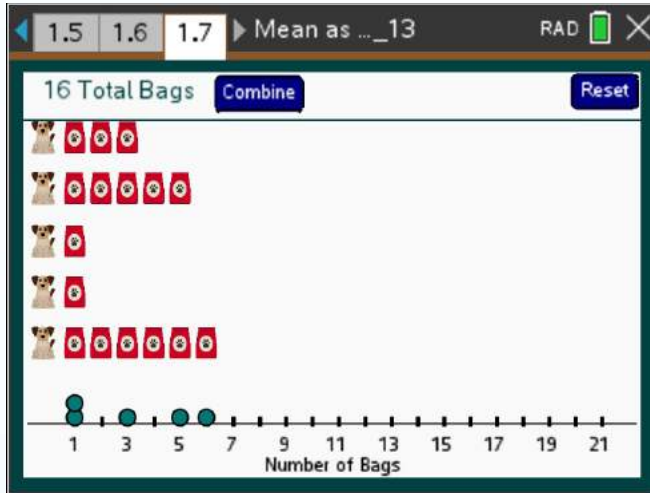 1.5 1.6 1.7 Mean as ..._13 RAD
16 Total Bags Combine Reset
1 3 5 7 9 11 13 15 17 19 21
Number of Bags